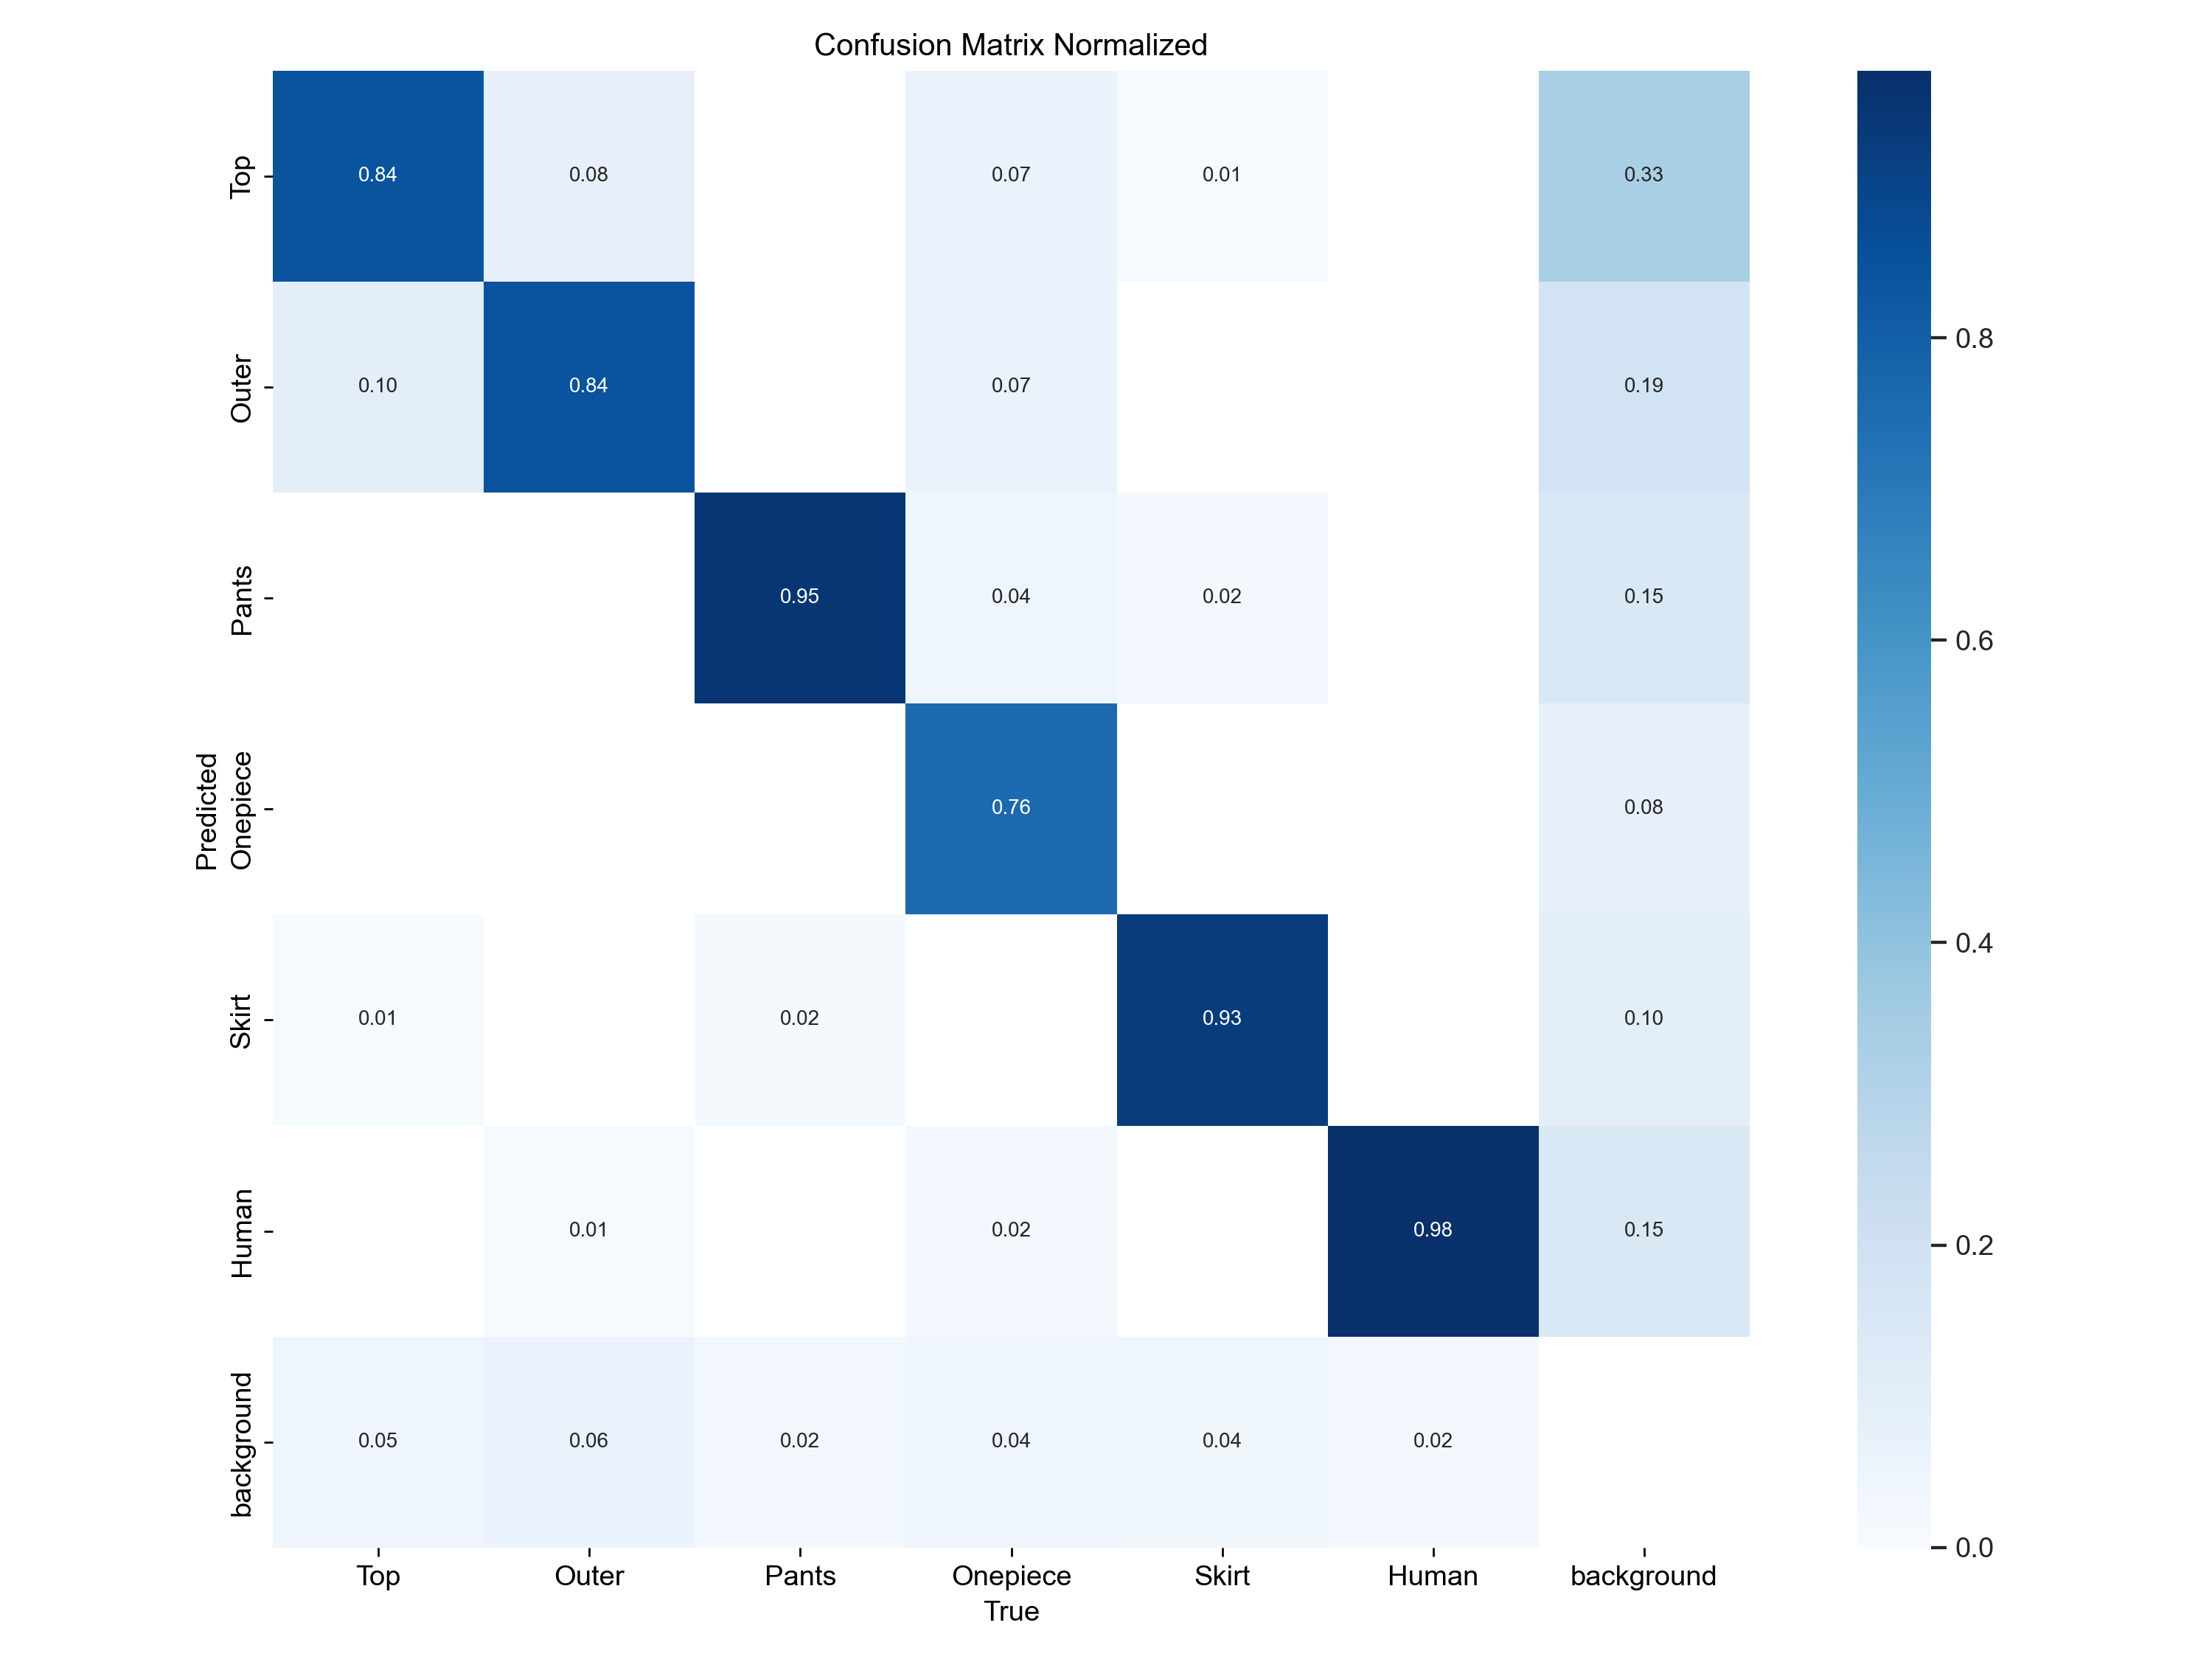 Confusion Matrix Normalized
Top 0.84 0.08 0.07 0.01 0.33
Outer 0.10 0.84 0.07 0.19
Pants 0.95 0.04 0.02 0.15
Predicted
Onepiece 0.76 0.08
Skirt 0.01 0.02 0.93 0.10
Human 0.01 0.02 0.98 0.15
background 0.05 0.06 0.02 0.04 0.04 0.02
Top Outer Pants Onepiece Skirt Human background
True
0.8
0.6
0.4
0.2
0.0